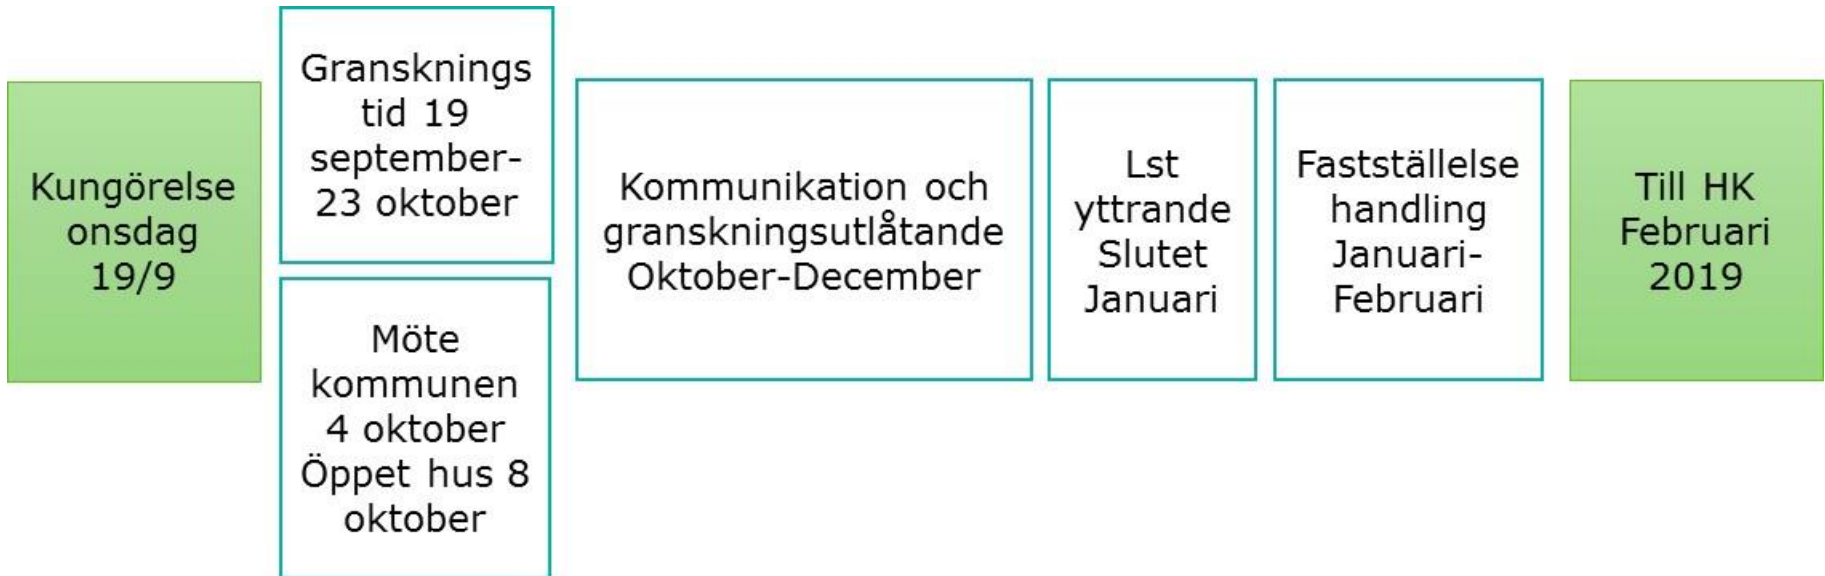 Kungörelse
onsdag
19/9
Gransknings
tid 19
september-
23 oktober
Möte
kommunen
4 oktober
Öppet hus 8
oktober
Kommunikation och
granskningsutlåtande
Oktober-December
Lst
yttrande
Slutet
Januari
Fastställelse
handling
Januari-
Februari
Till HK
Februari
2019